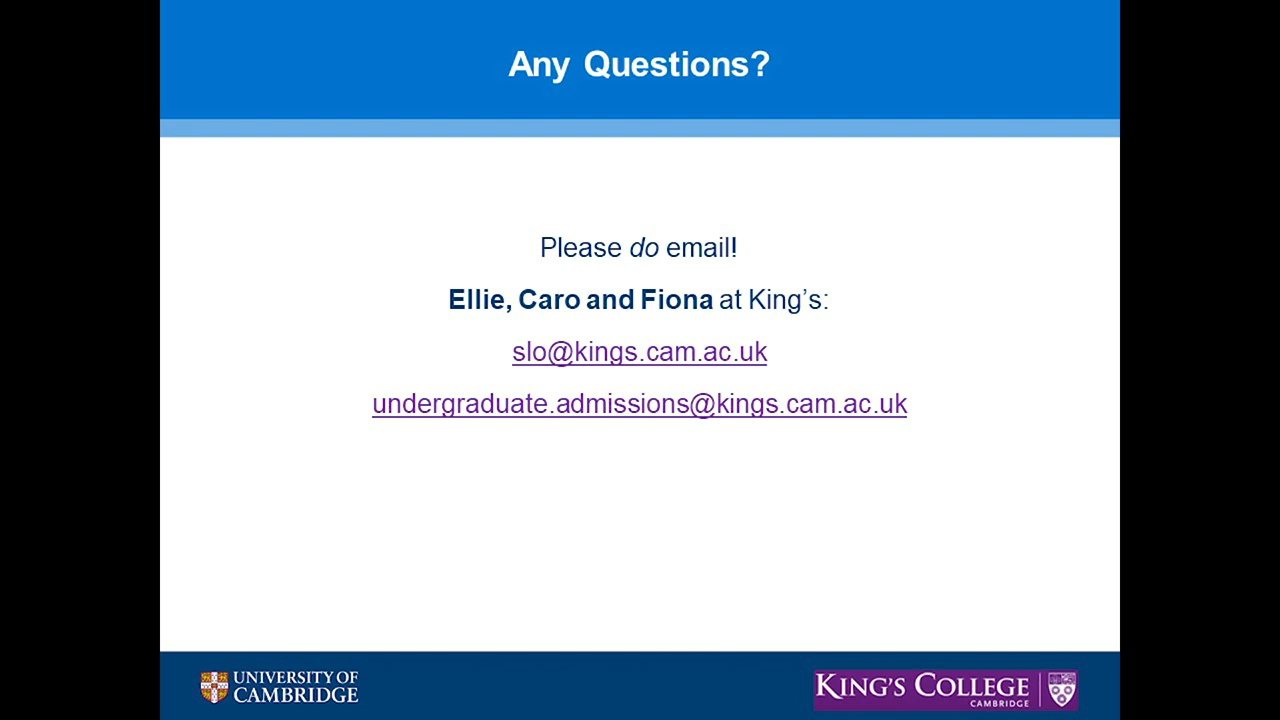 Any Questions?
Please do email!
Ellie, Caro and Fiona at King’s:
slo@kings.cam.ac.uk
undergraduate.admissions@kings.cam.ac.uk
UNIVERSITY OF
CAMBRIDGE
KING'S COLLEGE
CAMBRIDGE